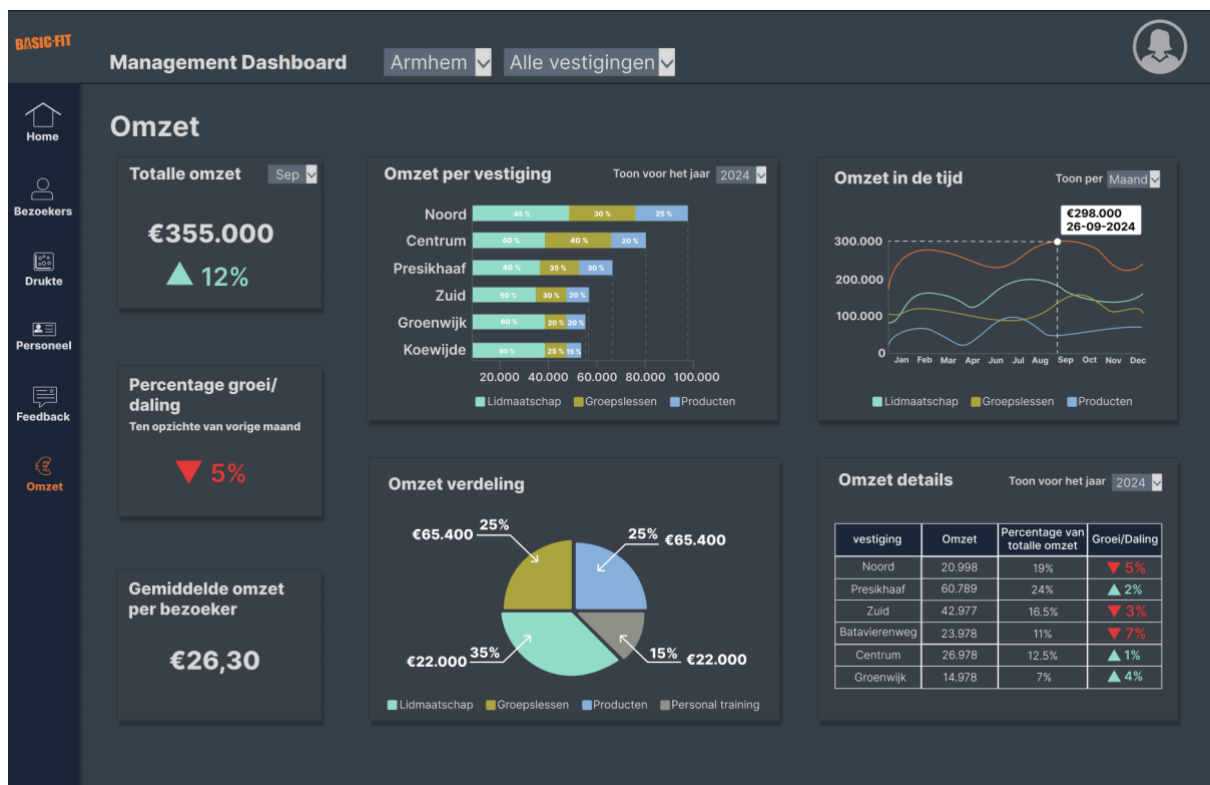 BASIC-FIT
Management Dashboard
Armhem
Alle vestigingen
Home
Bezoekers
Drukte
Personeel
Feedback
Omzet
Omzet
Totalle omzet
Sep
€355.000
12%
Percentage groei/
daling
Ten opzichte van vorige maand
5%
Gemiddelde omzet
per bezoeker
€26,30
Omzet per vestiging
Toon voor het jaar 2024
Noord 45% 30% 25%
Centrum 40% 40% 20%
Presikhaaf 40% 35% 30%
Zuid 50% 30% 20%
Groenwijk 60% 20% 20%
Koewijde 60% 25% 15%
20.000 40.000 60.000 80.000 100.000
Lidmaatschap Groepslessen Producten
Omzet verdeling
€65.400 25%
25% €65.400
€22.000 35%
15% €22.000
Lidmaatschap Groepslessen Producten Personal training
Omzet in de tijd
Toon per Maand
€298.000
26-09-2024
300.000
200.000
100.000
0
Jan Feb Mar Apr Jun Jul Aug Sep Oct Nov Dec
Lidmaatschap Groepslessen Producten
Omzet details
Toon voor het jaar 2024
vestiging Omzet Percentage van totalle omzet Groei/Daling
Noord 20.998 19% 5%
Presikhaaf 60.789 24% 2%
Zuid 42.977 16.5% 3%
Batavierenweg 23.978 11% 7%
Centrum 26.978 12.5% 1%
Groenwijk 14.978 7% 4%